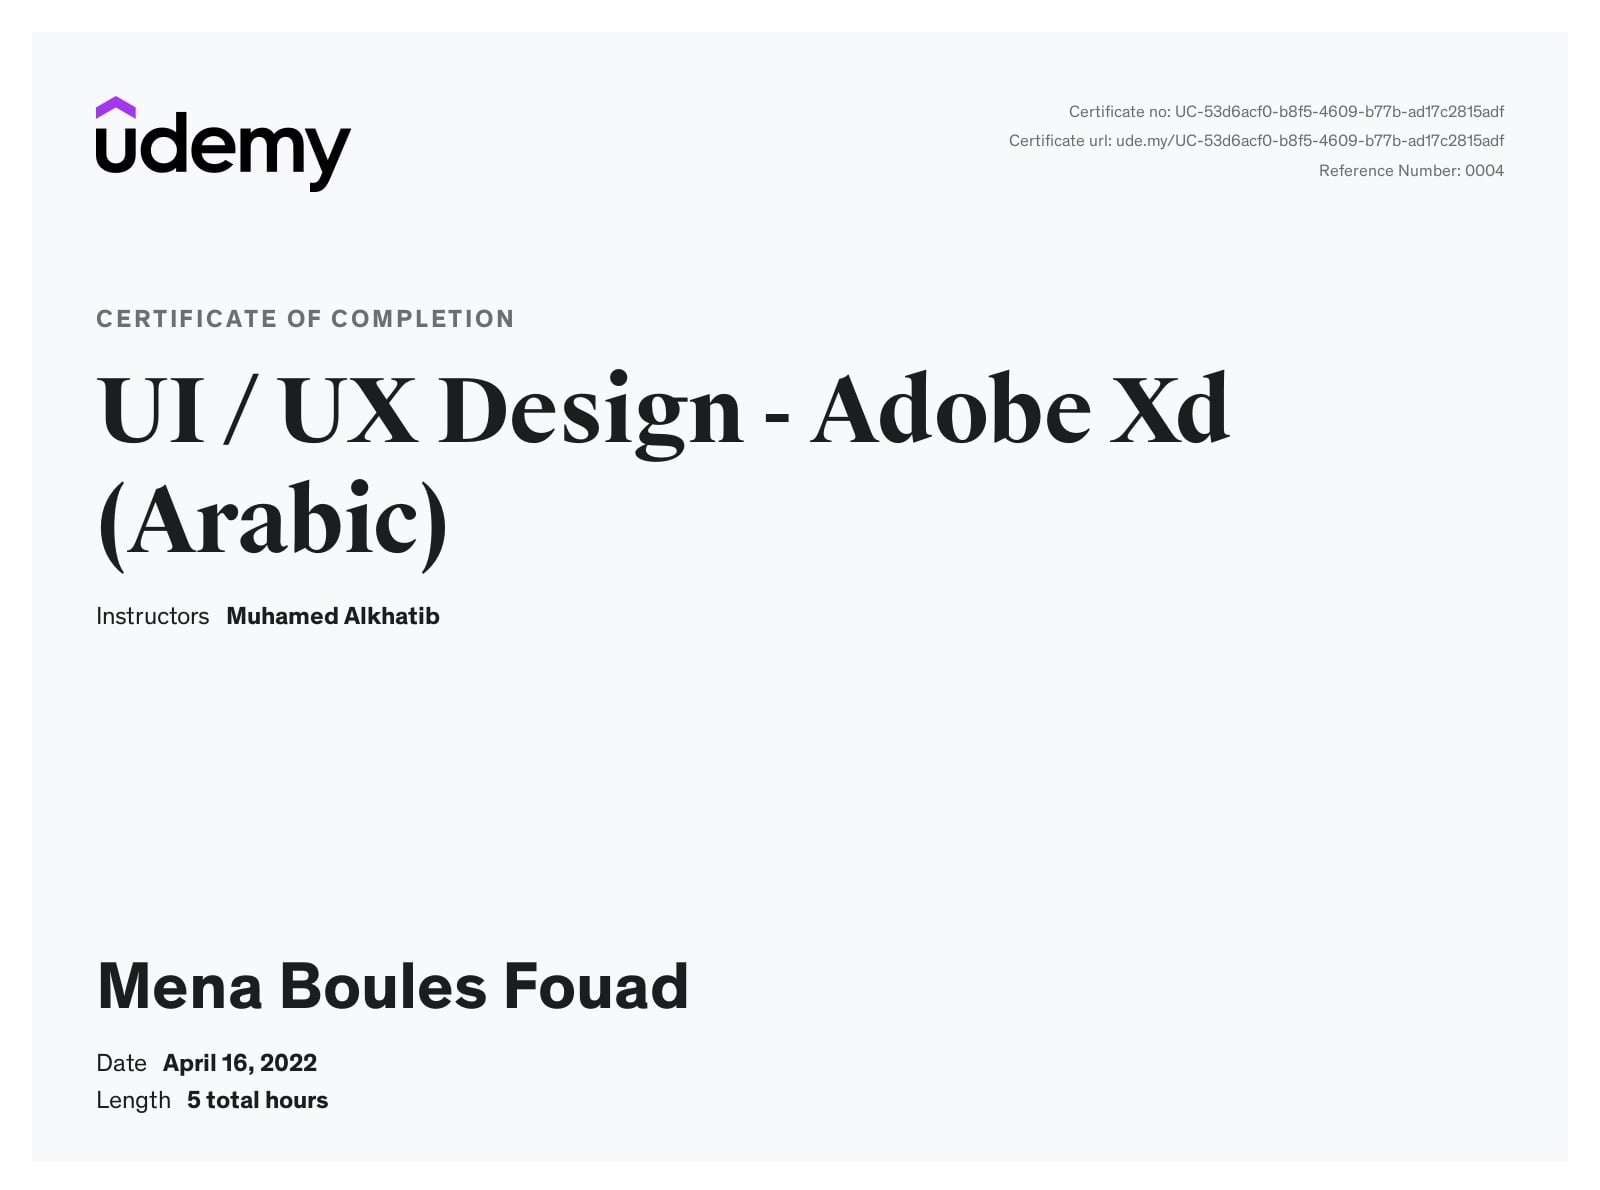 udemy
Certificate no: UC-53d6acf0-b8f5-4609-b77b-ad17c2815adf
Certificate url: ude.my/UC-53d6acf0-b8f5-4609-b77b-ad17c2815adf
Reference Number: 0004
CERTIFICATE OF COMPLETION
UI / UX Design - Adobe Xd
(Arabic)
Instructors Muhamed Alkhatib
Mena Boules Fouad
Date April 16, 2022
Length 5 total hours